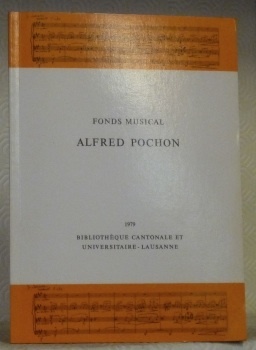 FONDS MUSICAL
ALFRED POCHON
1979
BIBLIOTHÈQUE CANTONALE ET
UNIVERSITAIRE - LAUSANNE